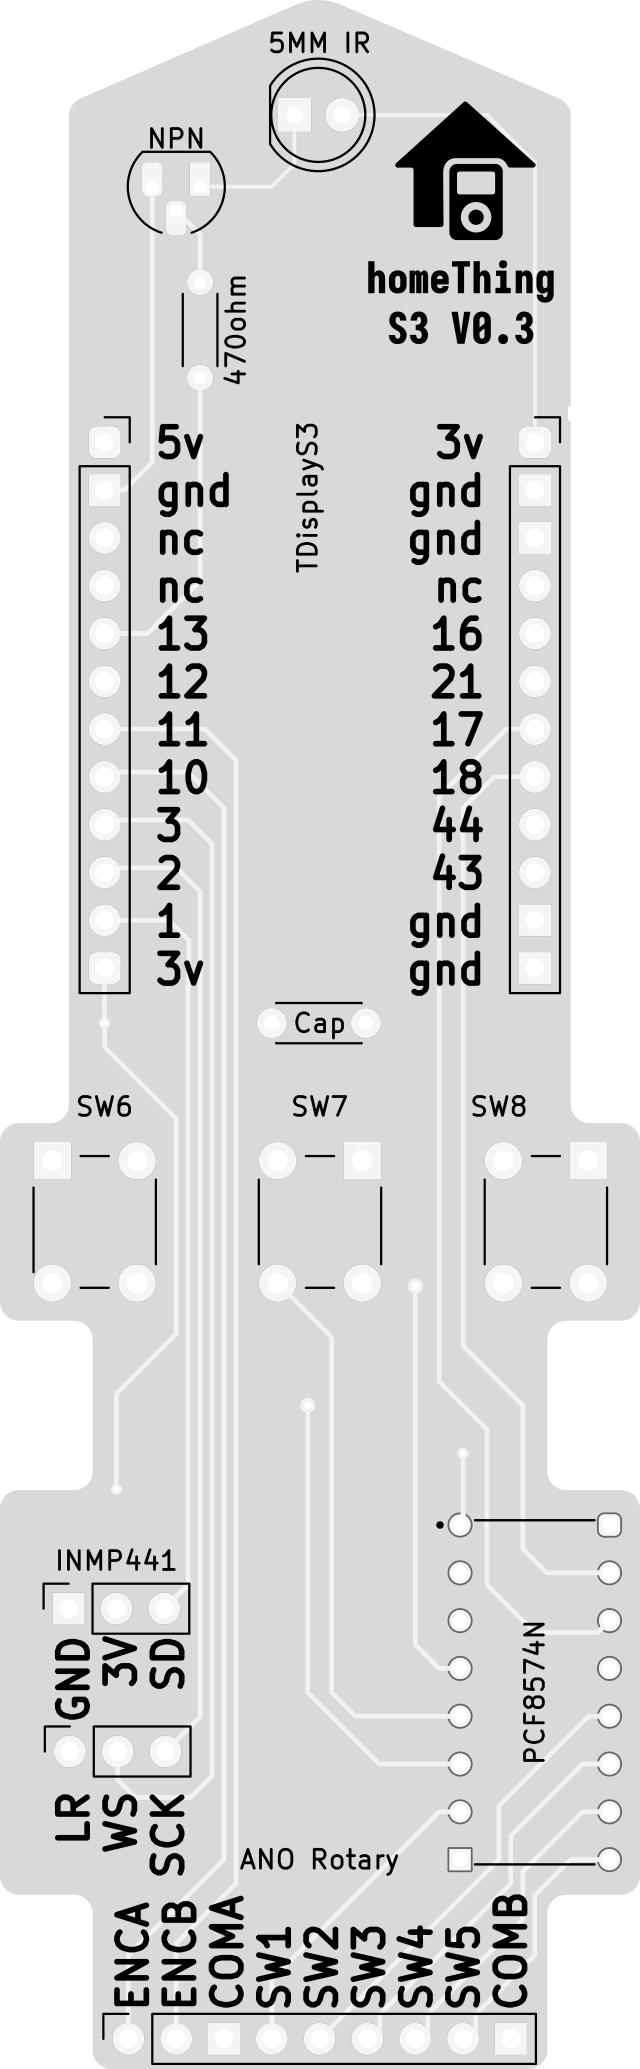 5MM IR
NPN
homeThing
S3 V0.3
470ohm
TDisplayS3
5v
gnd
nc
nc
13
12
11
10
3
2
1
3v
3v
gnd
gnd
nc
16
21
17
18
44
43
gnd
gnd
Cap
SW6
SW7
SW8
INMP441
GND
3V
SD
LR
WS
SCK
PCF8574N
ANO Rotary
ENCA
ENCB
COMA
SW1
SW2
SW3
SW4
SW5
COMB